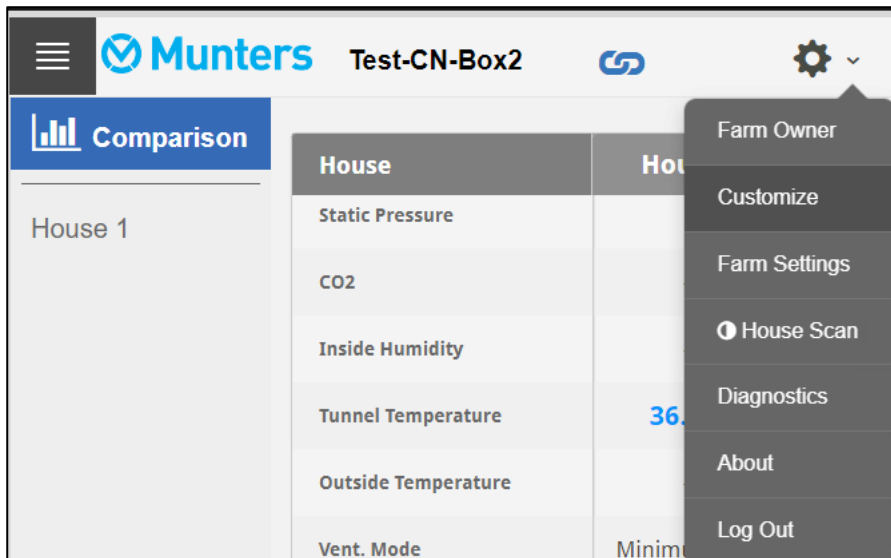 Munters Test-CN-Box2
Comparison
House 1
House
Static Pressure
CO2
Inside Humidity
Tunnel Temperature 36.
Outside Temperature
Vent. Mode
Farm Owner
Customize
Farm Settings
House Scan
Diagnostics
About
Log Out